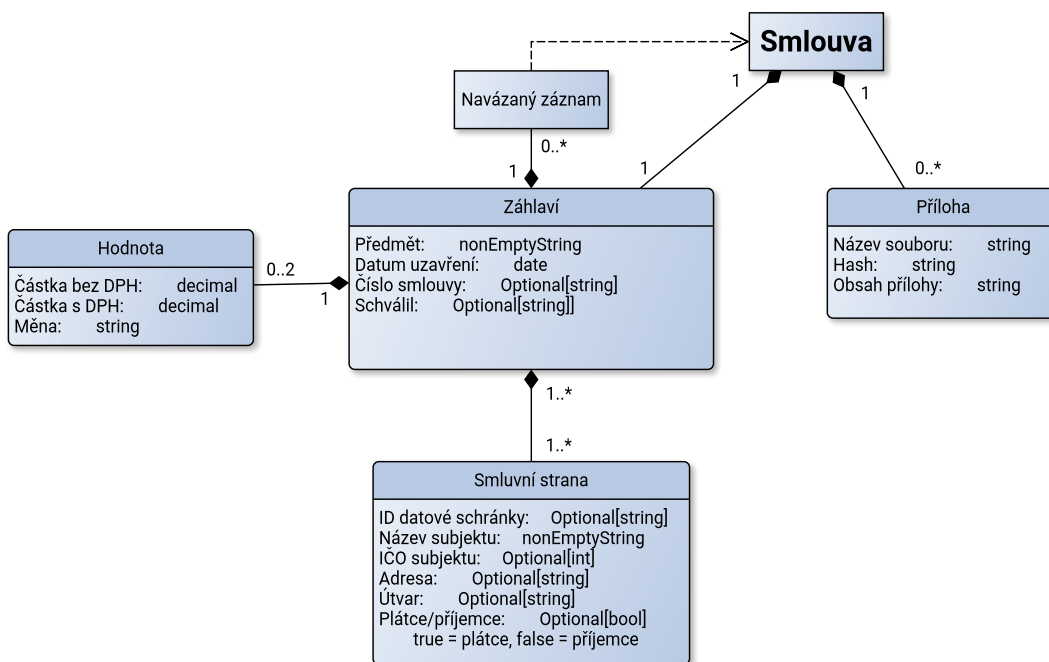 Smlouva
1
1
Navázaný záznam
0..*
1
1
0..*
Záhlaví
Předmět: nonEmptyString
Datum uzavření: date
Číslo smlouvy: Optional[string]
Schválil: Optional[string]]
Příloha
Název souboru: string
Hash: string
Obsah přílohy: string
Hodnota
Částka bez DPH: decimal
Částka s DPH: decimal
Měna: string
0..2
1
1..*
1..*
Smluvní strana
ID datové schránky: Optional[string]
Název subjektu: nonEmptyString
IČO subjektu: Optional[int]
Adresa: Optional[string]
Útvar: Optional[string]
Plátce/příjemce: Optional[bool]
true = plátce, false = příjemce